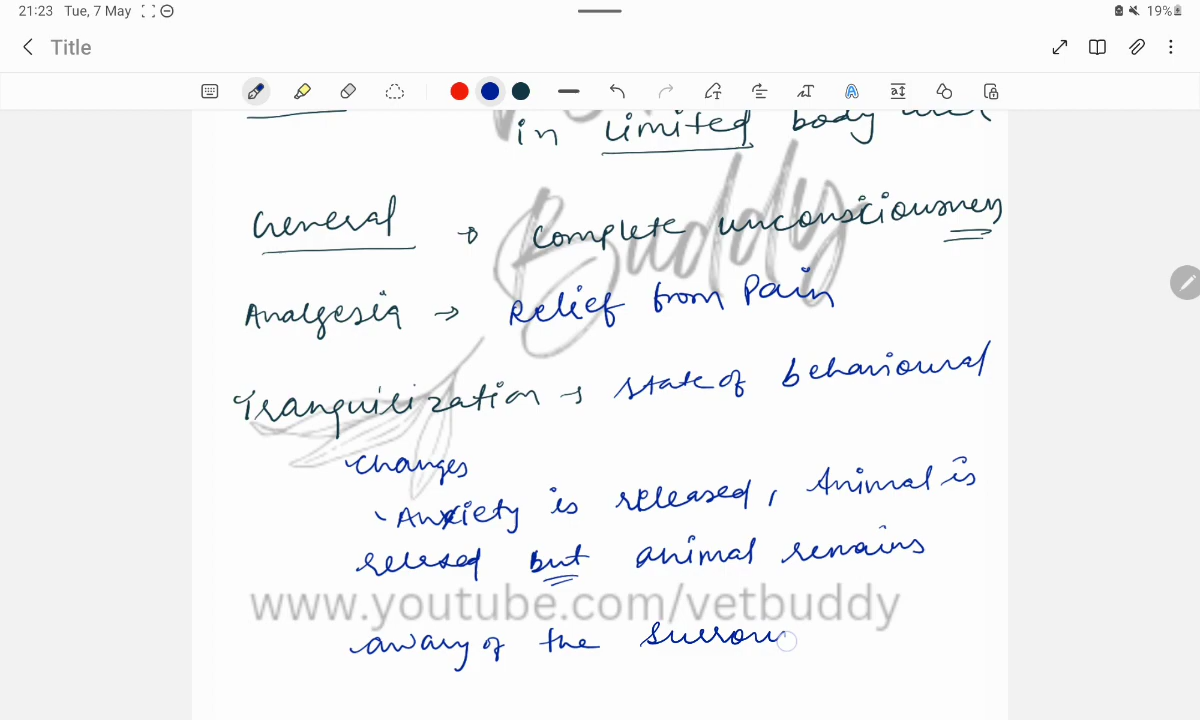 21:23 Tue, 7 May
19%
Title
in limited body
General → Complete unconsciousness
Buddy
Analgesia → Relief from Pain
Tranquilization → state of behavioural
changes
Anxiety is released, Animal is
relesed but animal remains
www.youtube.com/vetbuddy
away of the surrou